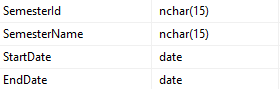 SemesterId nchar(15)
SemesterName nchar(15)
StartDate date
EndDate date